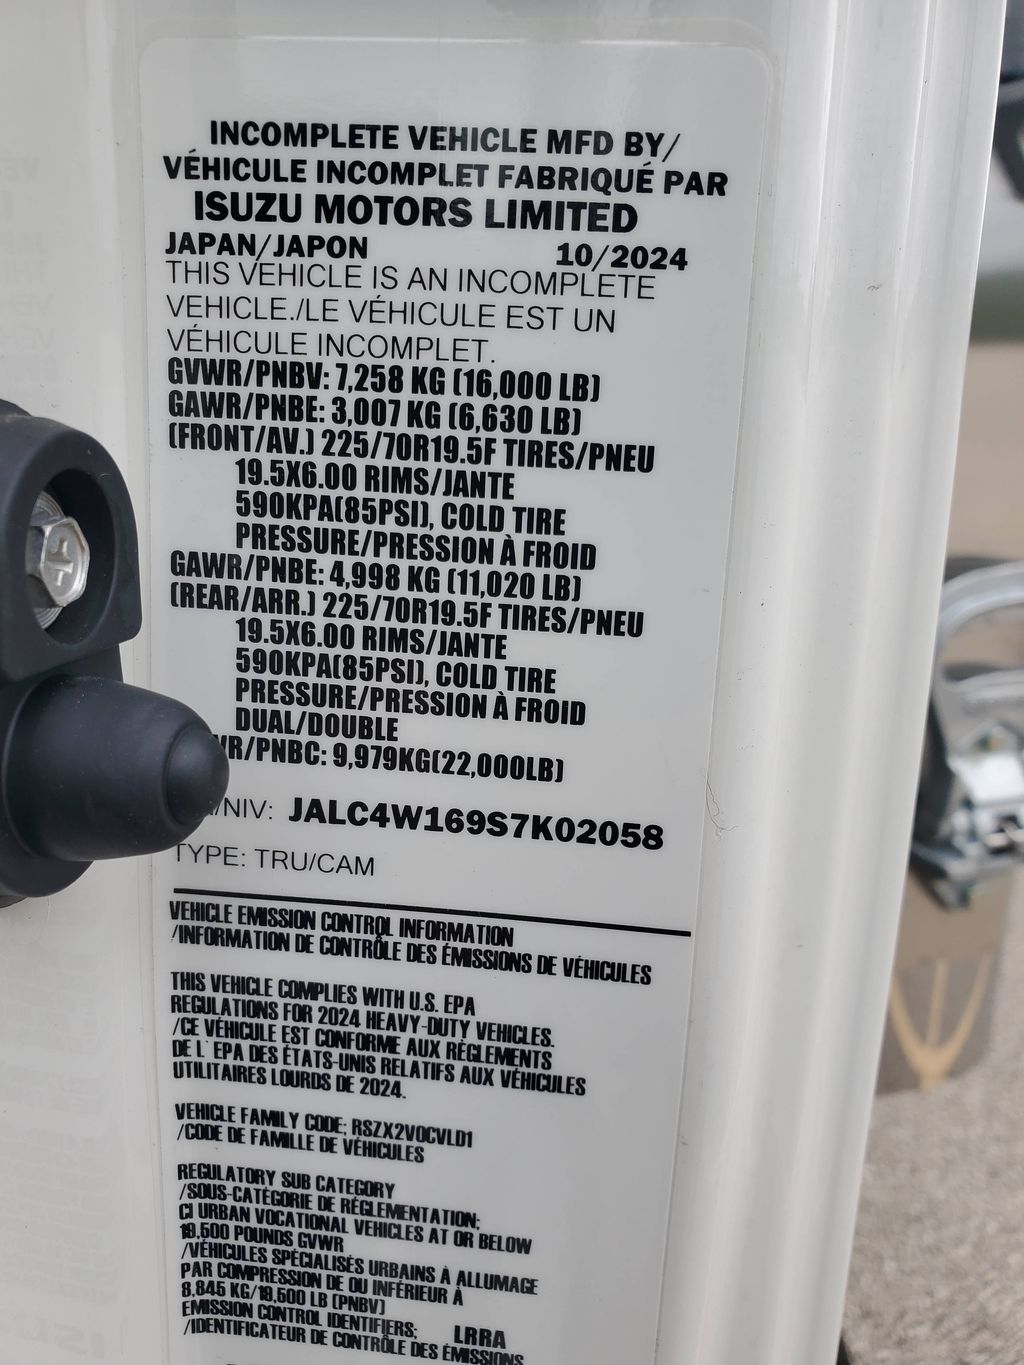 INCOMPLETE VEHICLE MFD BY/
VÉHICULE INCOMPLET FABRIQUÉ PAR
ISUZU MOTORS LIMITED
JAPAN/JAPON 10/2024
THIS VEHICLE IS AN INCOMPLETE
VEHICLE./LE VÉHICULE EST UN
VÉHICULE INCOMPLET.
GVWR/PNBV: 7,258 KG (16,000 LB)
GAWR/PNBE: 3,007 KG (6,630 LB)
(FRONT/AV.) 225/70R19.5F TIRES/PNEU
19.5X6.00 RIMS/JANTE
590KPA(85PSI), COLD TIRE
PRESSURE/PRESSION À FROID
GAWR/PNBE: 4,998 KG (11,020 LB)
(REAR/ARR.) 225/70R19.5F TIRES/PNEU
19.5X6.00 RIMS/JANTE
590KPA(85PSI), COLD TIRE
PRESSURE/PRESSION À FROID
DUAL/DOUBLE
WR/PNBC: 9,979KG(22,000LB)
/NIV: JALC4W169S7K02058
TYPE: TRU/CAM
VEHICLE EMISSION CONTROL INFORMATION
/INFORMATION DE CONTRÔLE DES ÉMISSIONS DE VÉHICULES
THIS VEHICLE COMPLIES WITH U.S. EPA
REGULATIONS FOR 2024 HEAVY-DUTY VEHICLES.
/CE VÉHICULE EST CONFORME AUX RÈGLEMENTS
DE L'EPA DES ÉTATS-UNIS RELATIFS AUX VÉHICULES
UTILITAIRES LOURDS DE 2024.
VEHICLE FAMILY CODE: RSZX2VOCVLD1
/CODE DE FAMILLE DE VÉHICULES
REGULATORY SUB CATEGORY
/SOUS-CATÉGORIE DE RÉGLEMENTATION:
CI URBAN VOCATIONAL VEHICLES AT OR BELOW
19,500 POUNDS GVWR
/VÉHICULES SPÉCIALISÉS URBAINS À ALLUMAGE
PAR COMPRESSION DE OU INFÉRIEUR À
8,845 KG/19,500 LB (PNBV)
EMISSION CONTROL IDENTIFIERS: LRRA
/IDENTIFICATEUR DE CONTRÔLE DES ÉMISSIONS